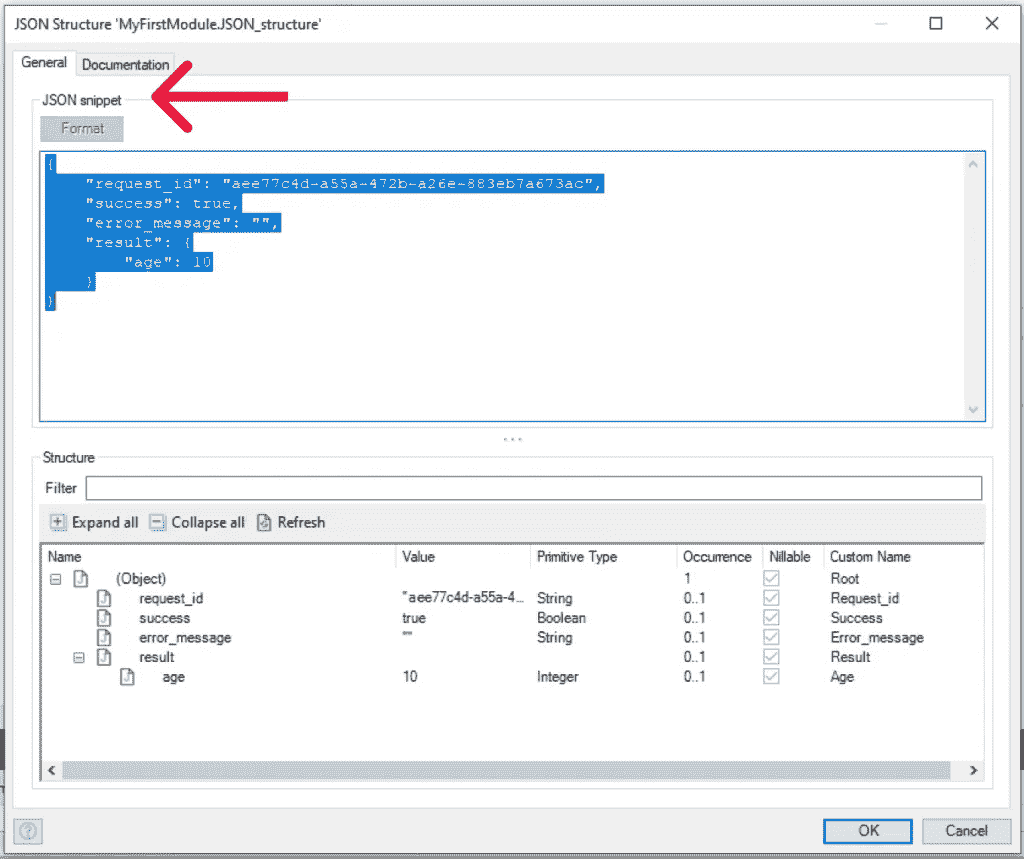 JSON Structure 'MyFirstModule.JSON_structure'
General Documentation
JSON snippet
Format
{
"request_id": "aee77c4d-a55a-472b-a26e-883eb7a673ac",
"success": true,
"error_message": "",
"result": {
"age": 10
}
}
Structure
Filter
Expand all Collapse all Refresh
Name Value Primitive Type Occurrence Nillable Custom Name
(Object) 1 Root
request_id "aee77c4d-a55a-4... String 0..1 Request_id
success true Boolean 0..1 Success
error_message "" String 0..1 Error_message
result 0..1 Result
age 10 Integer 0..1 Age
OK Cancel